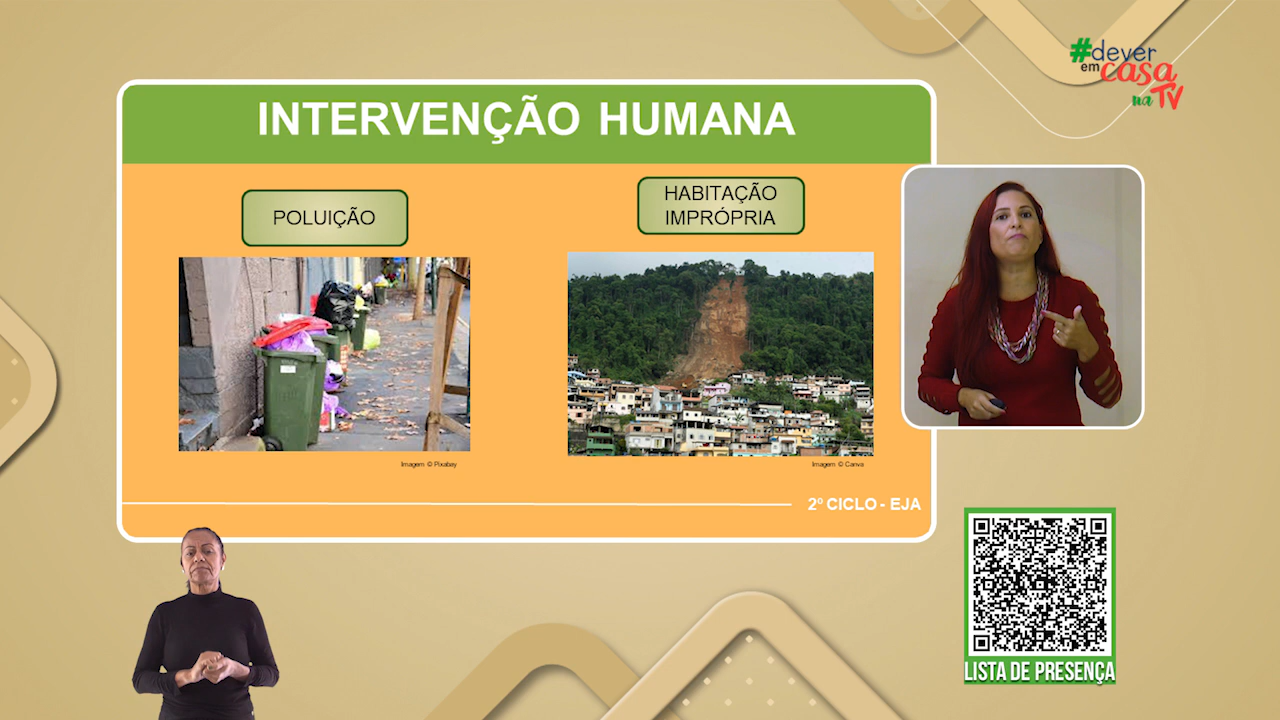 #dever
em casa
na TV
INTERVENÇÃO HUMANA
POLUIÇÃO
HABITAÇÃO
IMPRÓPRIA
Imagem © Pixabay
Imagem © Canva
2º CICLO - EJA
LISTA DE PRESENÇA